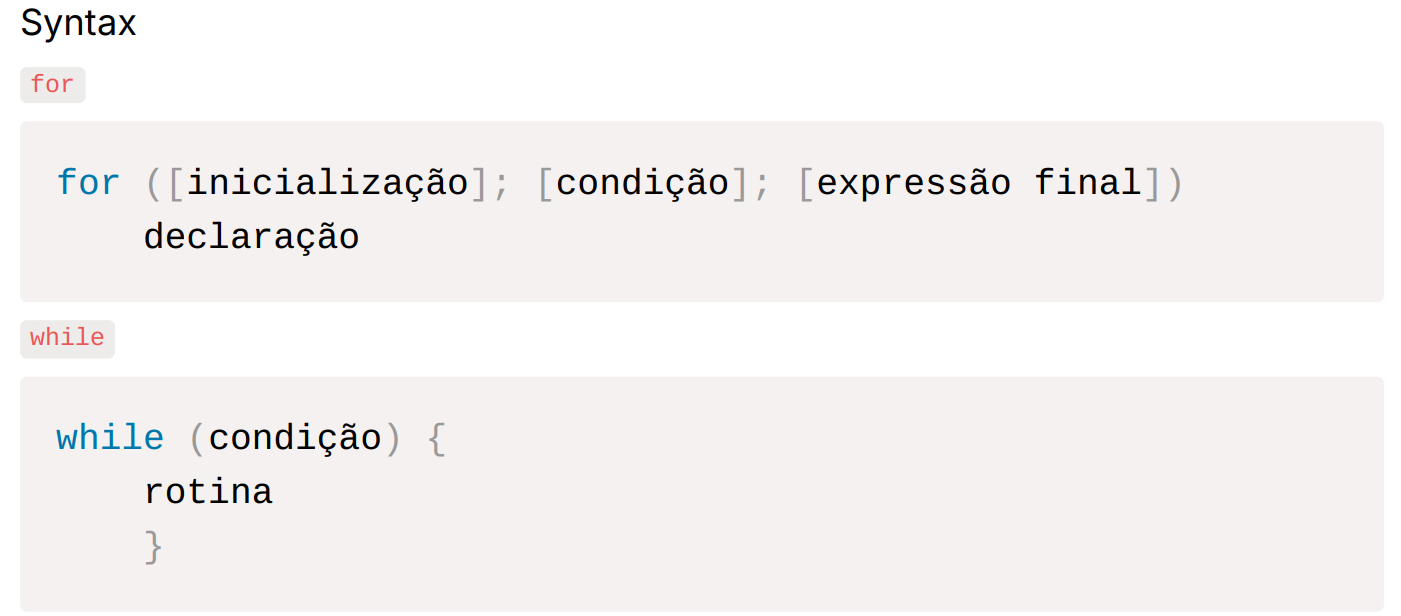 Syntax
for
for ([inicialização]; [condição]; [expressão final])
declaração
while
while (condição) {
rotina
}